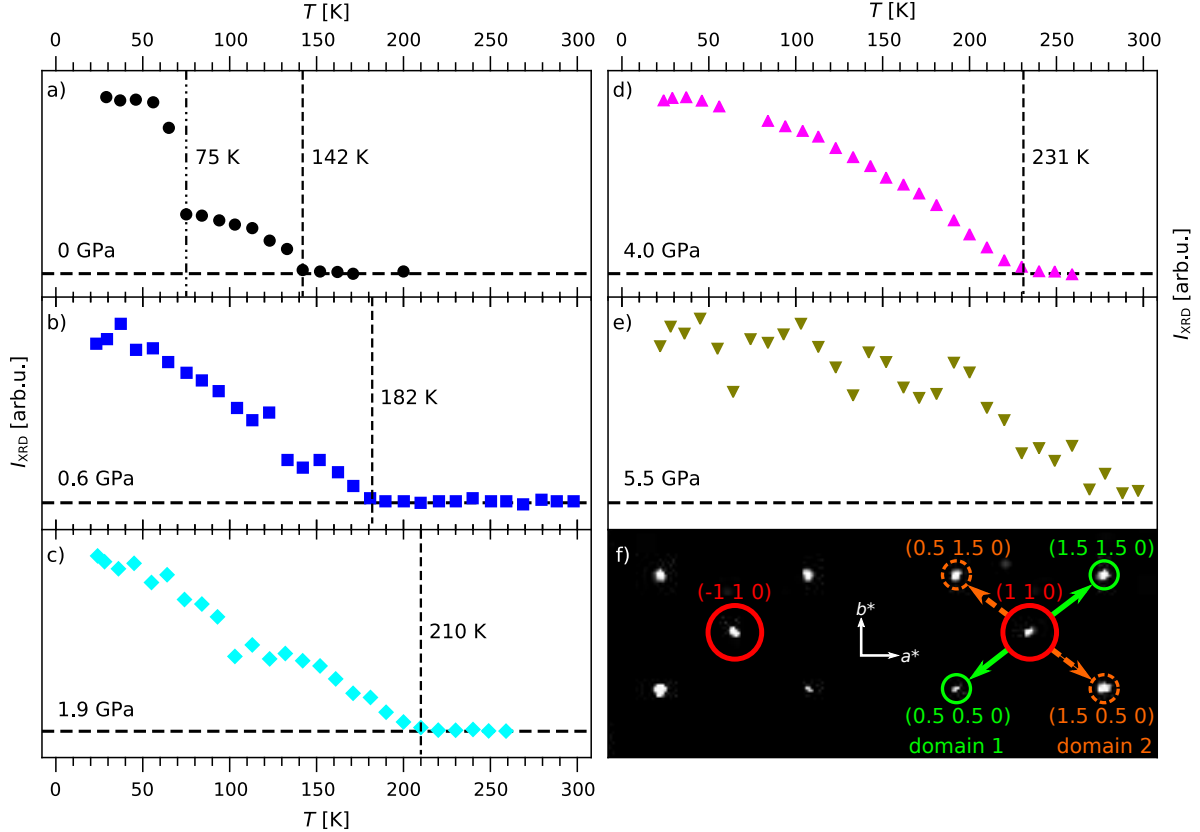 T [K]
0 50 100 150 200 250 300
T [K]
0 50 100 150 200 250 300
a)
75 K
142 K
0 GPa
d)
231 K
4.0 GPa
b)
182 K
0.6 GPa
e)
5.5 GPa
I_XRD [arb.u.]
I_XRD [arb.u.]
c)
210 K
1.9 GPa
0 50 100 150 200 250 300
T [K]
f)
(0.5 1.5 0)
(1.5 1.5 0)
(-1 1 0)
(1 1 0)
b*
a*
(0.5 0.5 0)
(1.5 0.5 0)
domain 1
domain 2